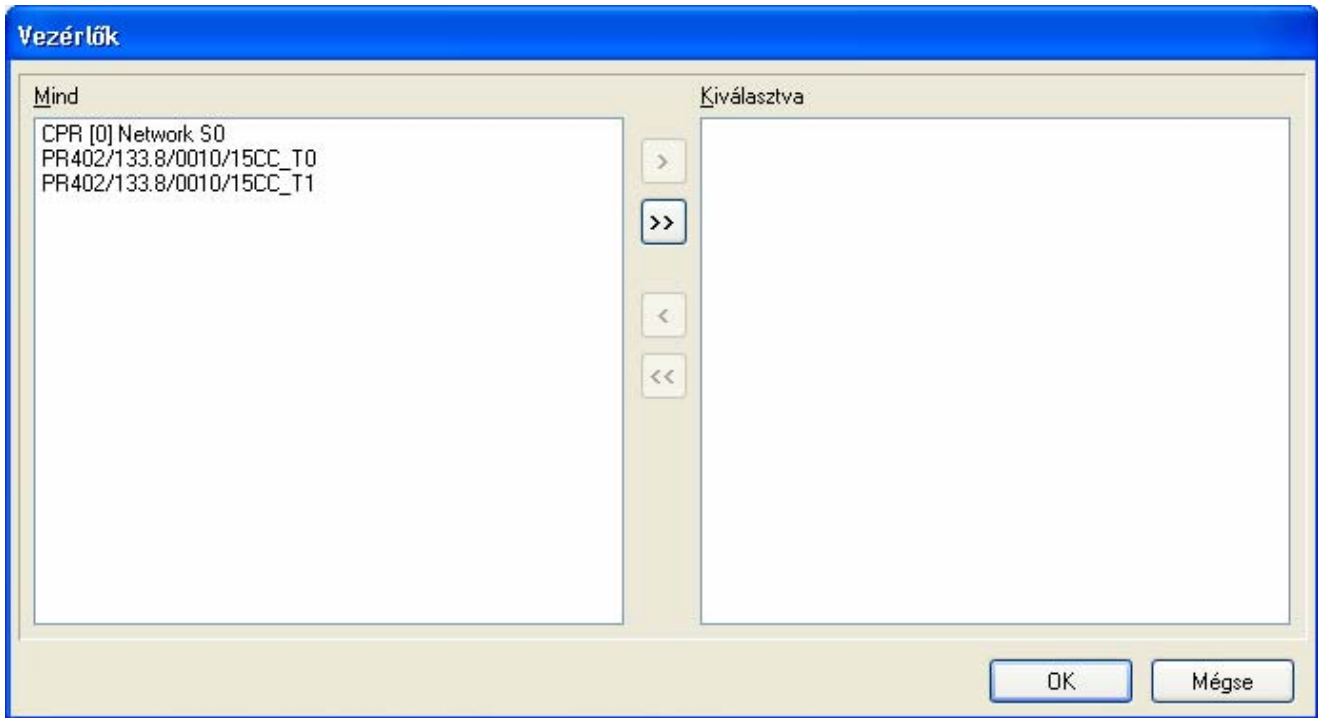 Vezérlők
Mind
Kiválasztva
CPR [0] Network S0
PR402/133.8/0010/15CC_T0
PR402/133.8/0010/15CC_T1
>
>>
<
<<
OK
Mégse